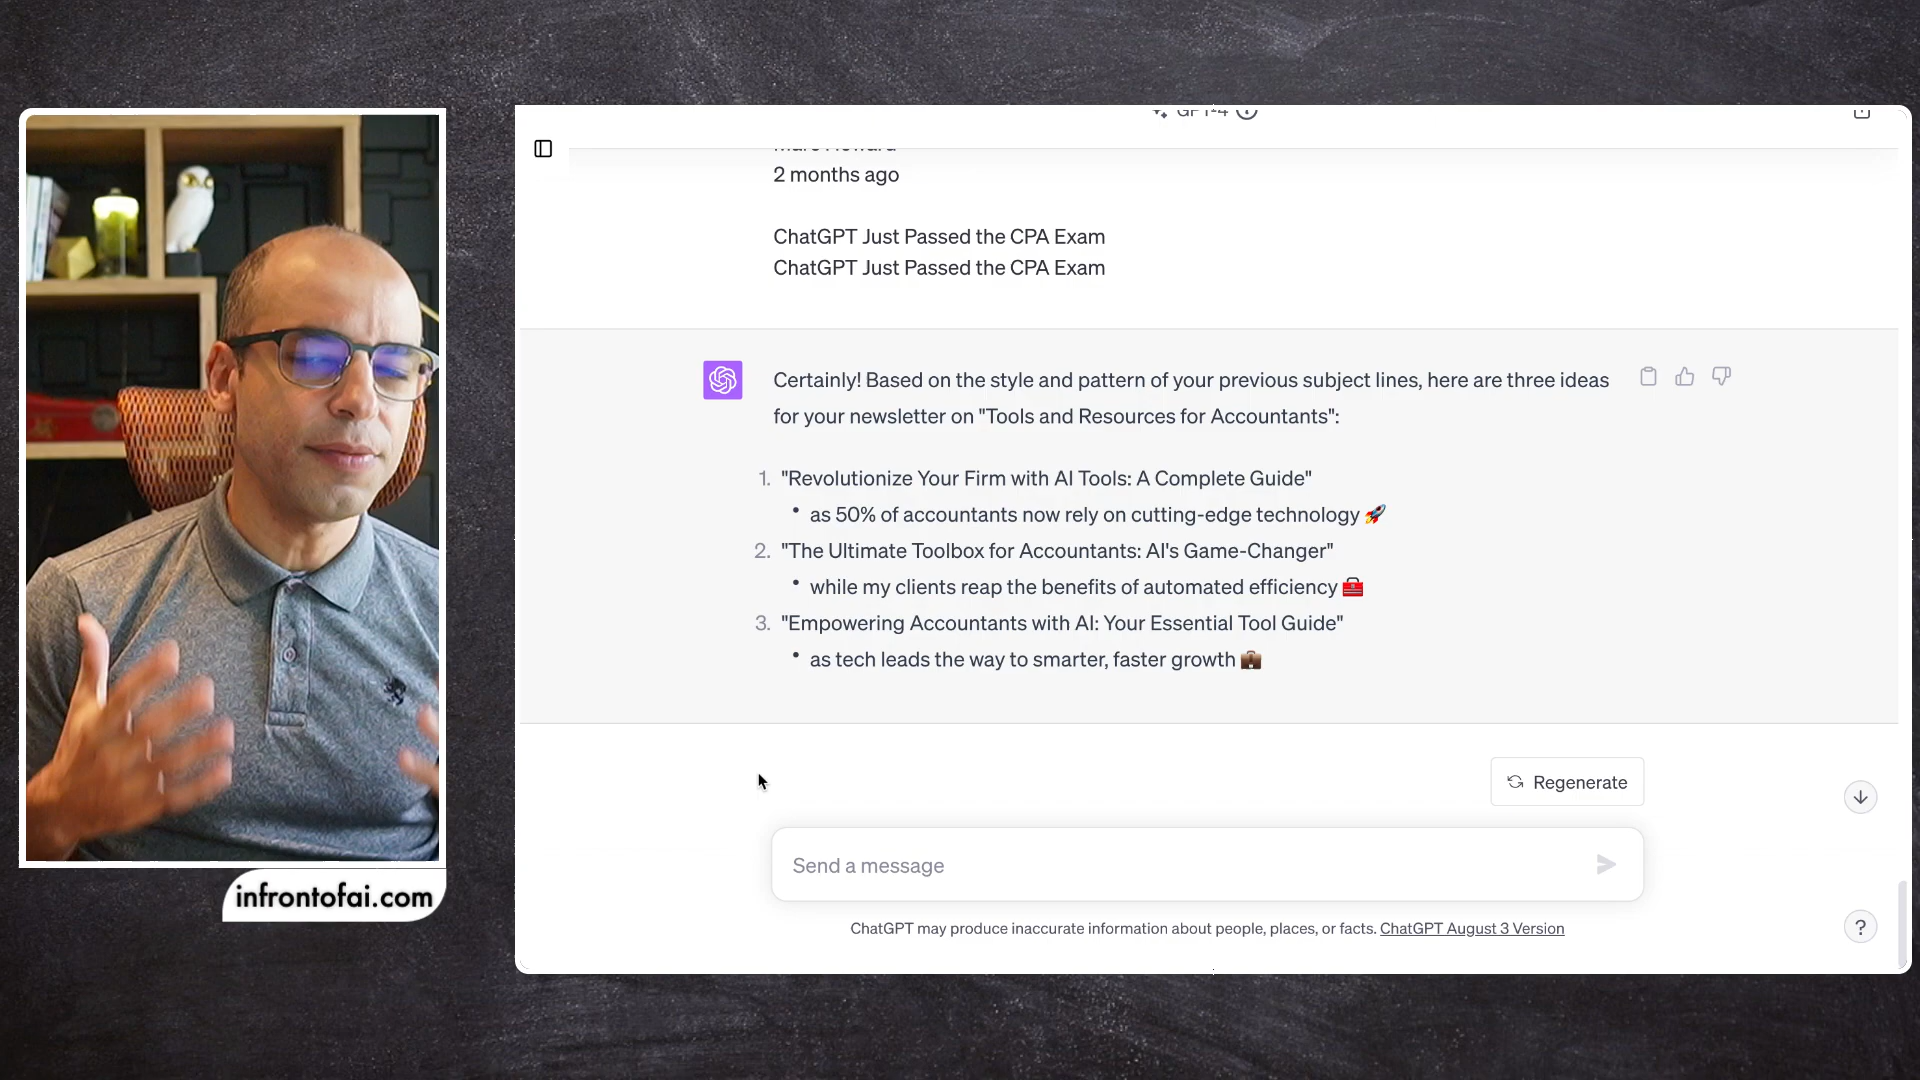 GPT-4
Marc Howard
2 months ago
ChatGPT Just Passed the CPA Exam
ChatGPT Just Passed the CPA Exam
Certainly! Based on the style and pattern of your previous subject lines, here are three ideas
for your newsletter on "Tools and Resources for Accountants":
1. "Revolutionize Your Firm with AI Tools: A Complete Guide"
• as 50% of accountants now rely on cutting-edge technology 🚀
2. "The Ultimate Toolbox for Accountants: AI's Game-Changer"
• while my clients reap the benefits of automated efficiency 🧰
3. "Empowering Accountants with AI: Your Essential Tool Guide"
• as tech leads the way to smarter, faster growth 💼
Regenerate
Send a message
infrontofai.com
ChatGPT may produce inaccurate information about people, places, or facts. ChatGPT August 3 Version
?